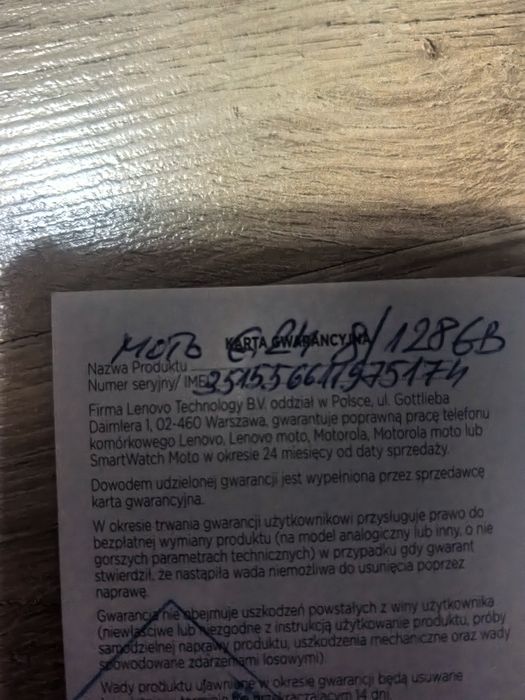 KARTA GWARANCYJNA
Nazwa Produktu MOTO G24 8/128GB
Numer seryjny/ IMEI
Firma Lenovo Technology B.V. oddział w Polsce, ul. Gottlieba
Daimlera 1, 02-460 Warszawa, gwarantuje poprawną pracę telefonu
komórkowego Lenovo, Lenovo moto, Motorola, Motorola moto lub
SmartWatch Moto w okresie 24 miesięcy od daty sprzedaży.
Dowodem udzielonej gwarancji jest wypełniona przez sprzedawcę
karta gwarancyjna.
W okresie trwania gwarancji użytkownikowi przysługuje prawo do
bezpłatnej wymiany produktu (na model analogiczny lub inny, o nie
gorszych parametrach technicznych) w przypadku gdy gwarant
stwierdził, że nastąpiła wada niemożliwa do usunięcia poprzez
naprawę.
Gwarancja nie obejmuje uszkodzeń powstałych z winy użytkownika
(niewłaściwe lub niezgodne z instrukcją użytkowanie produktu, próby
samodzielnej naprawy produktu, uszkodzenia mechaniczne oraz wady
spowodowane zdarzeniami losowymi)
Wady produktu ujawnione w okresie gwarancji będą usuwane
14 dni.